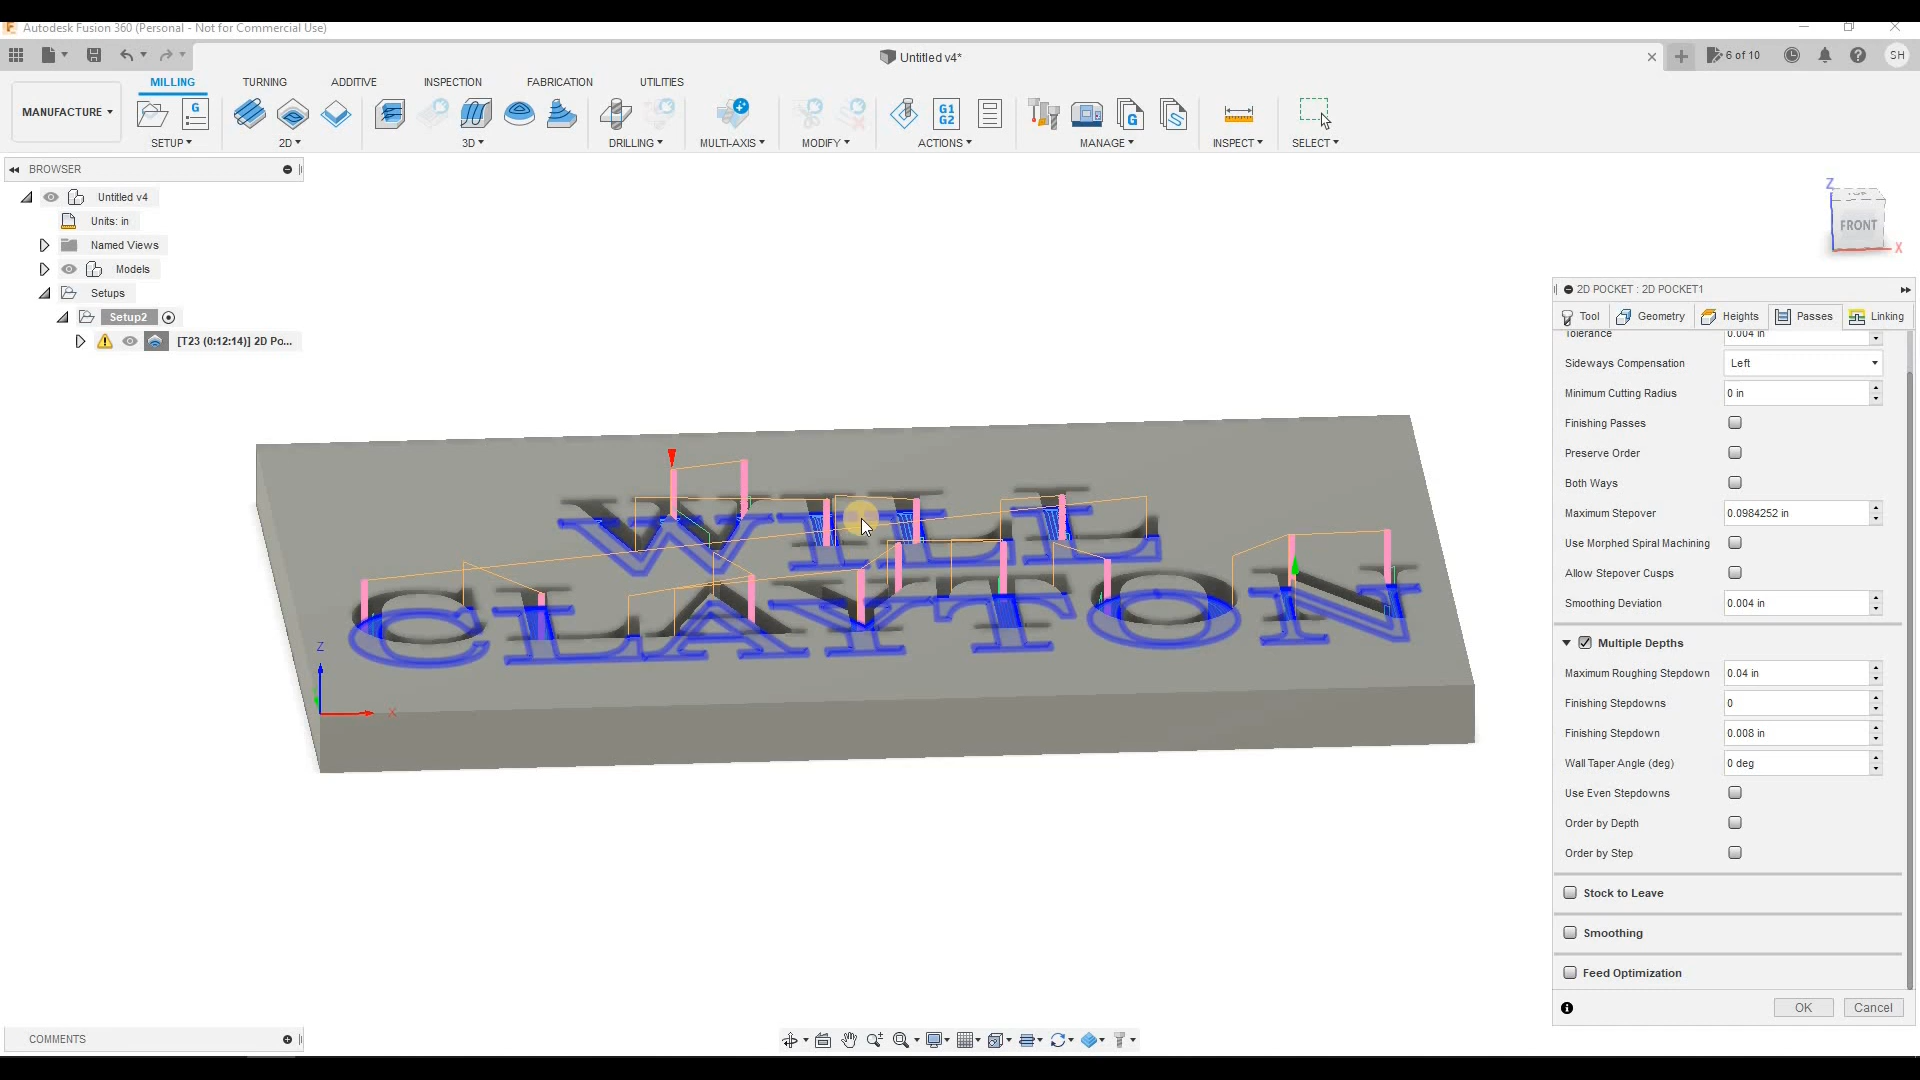 Autodesk Fusion 360 (Personal - Not for Commercial Use)
Untitled v4*
6 of 10
SH
MANUFACTURE
MILLING TURNING ADDITIVE INSPECTION FABRICATION UTILITIES
G G1 G2 G
SETUP 2D 3D DRILLING MULTI-AXIS MODIFY ACTIONS MANAGE INSPECT SELECT
BROWSER
Untitled v4
Units: in
Named Views
Models
Setups
Setup2
[T23 (0:12:14)] 2D Po...
Z
TOP
FRONT
X
WILL
CLAYTON
Z
X
2D POCKET : 2D POCKET1
Tool Geometry Heights Passes Linking
Tolerance 0.004 in
Sideways Compensation Left
Minimum Cutting Radius 0 in
Finishing Passes
Preserve Order
Both Ways
Maximum Stepover 0.0984252 in
Use Morphed Spiral Machining
Allow Stepover Cusps
Smoothing Deviation 0.004 in
Multiple Depths
Maximum Roughing Stepdown 0.04 in
Finishing Stepdowns 0
Finishing Stepdown 0.008 in
Wall Taper Angle (deg) 0 deg
Use Even Stepdowns
Order by Depth
Order by Step
Stock to Leave
Smoothing
Feed Optimization
OK Cancel
COMMENTS